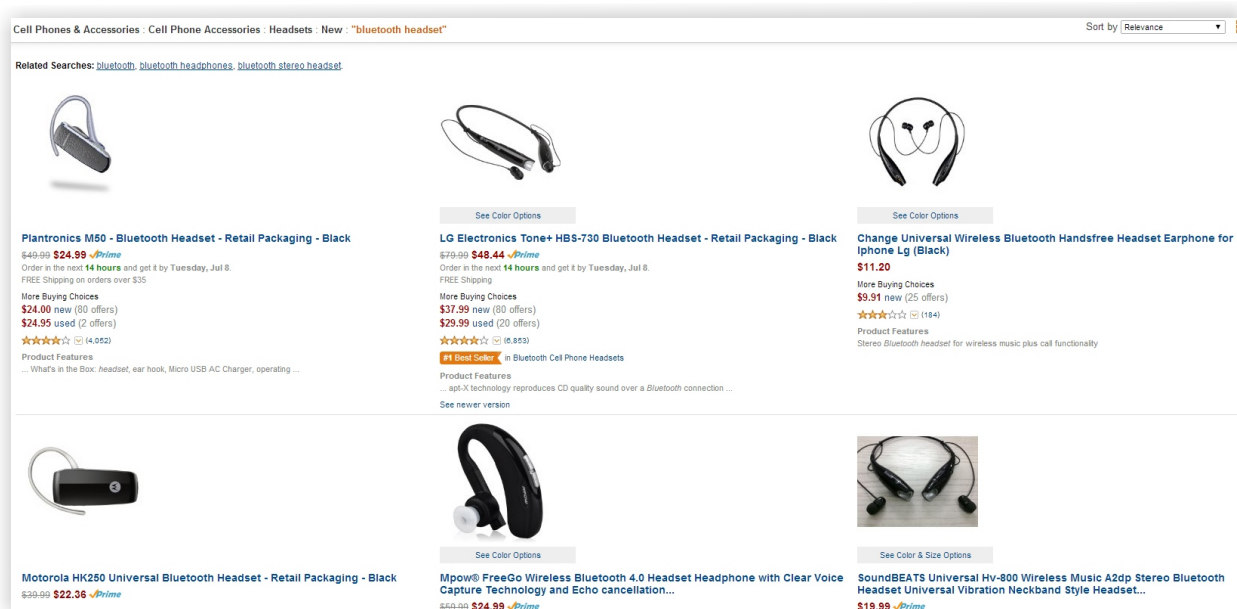 Cell Phones & Accessories : Cell Phone Accessories : Headsets : New : "bluetooth headset"
Sort by Relevance
Related Searches: bluetooth, bluetooth headphones, bluetooth stereo headset.
Plantronics M50 - Bluetooth Headset - Retail Packaging - Black
$49.99 $24.99 Prime
Order in the next 14 hours and get it by Tuesday, Jul 8.
FREE Shipping on orders over $35
More Buying Choices
$24.00 new (80 offers)
$24.95 used (2 offers)
(4,052)
Product Features
... What's in the Box: headset, ear hook, Micro USB AC Charger, operating ...
See Color Options
LG Electronics Tone+ HBS-730 Bluetooth Headset - Retail Packaging - Black
$79.99 $48.44 Prime
Order in the next 14 hours and get it by Tuesday, Jul 8.
FREE Shipping
More Buying Choices
$37.99 new (80 offers)
$29.99 used (20 offers)
(6,853)
#1 Best Seller in Bluetooth Cell Phone Headsets
Product Features
... apt-X technology reproduces CD quality sound over a Bluetooth connection ...
See newer version
See Color Options
Change Universal Wireless Bluetooth Handsfree Headset Earphone for
Iphone Lg (Black)
$11.20
More Buying Choices
$9.91 new (25 offers)
(184)
Product Features
Stereo Bluetooth headset for wireless music plus call functionality
Motorola HK250 Universal Bluetooth Headset - Retail Packaging - Black
$39.99 $22.36 Prime
MPOW
See Color Options
Mpow® FreeGo Wireless Bluetooth 4.0 Headset Headphone with Clear Voice
Capture Technology and Echo cancellation...
$59.99 $24.99 Prime
See Color & Size Options
SoundBEATS Universal Hv-800 Wireless Music A2dp Stereo Bluetooth
Headset Universal Vibration Neckband Style Headset...
$19.99 Prime